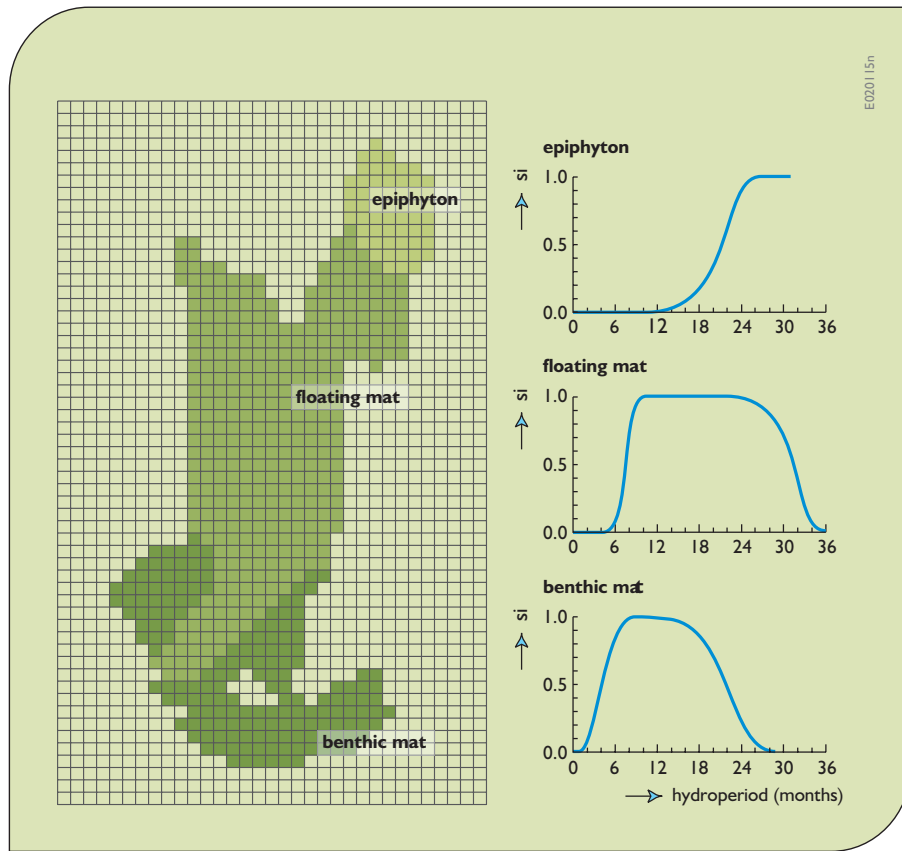 E020115n
epiphyton
floating mat
benthic mat
epiphyton
si
1.0
0.5
0.0
0 6 12 18 24 30 36
floating mat
si
1.0
0.5
0.0
0 6 12 18 24 30 36
benthic mat
si
1.0
0.5
0.0
0 6 12 18 24 30 36
hydroperiod (months)